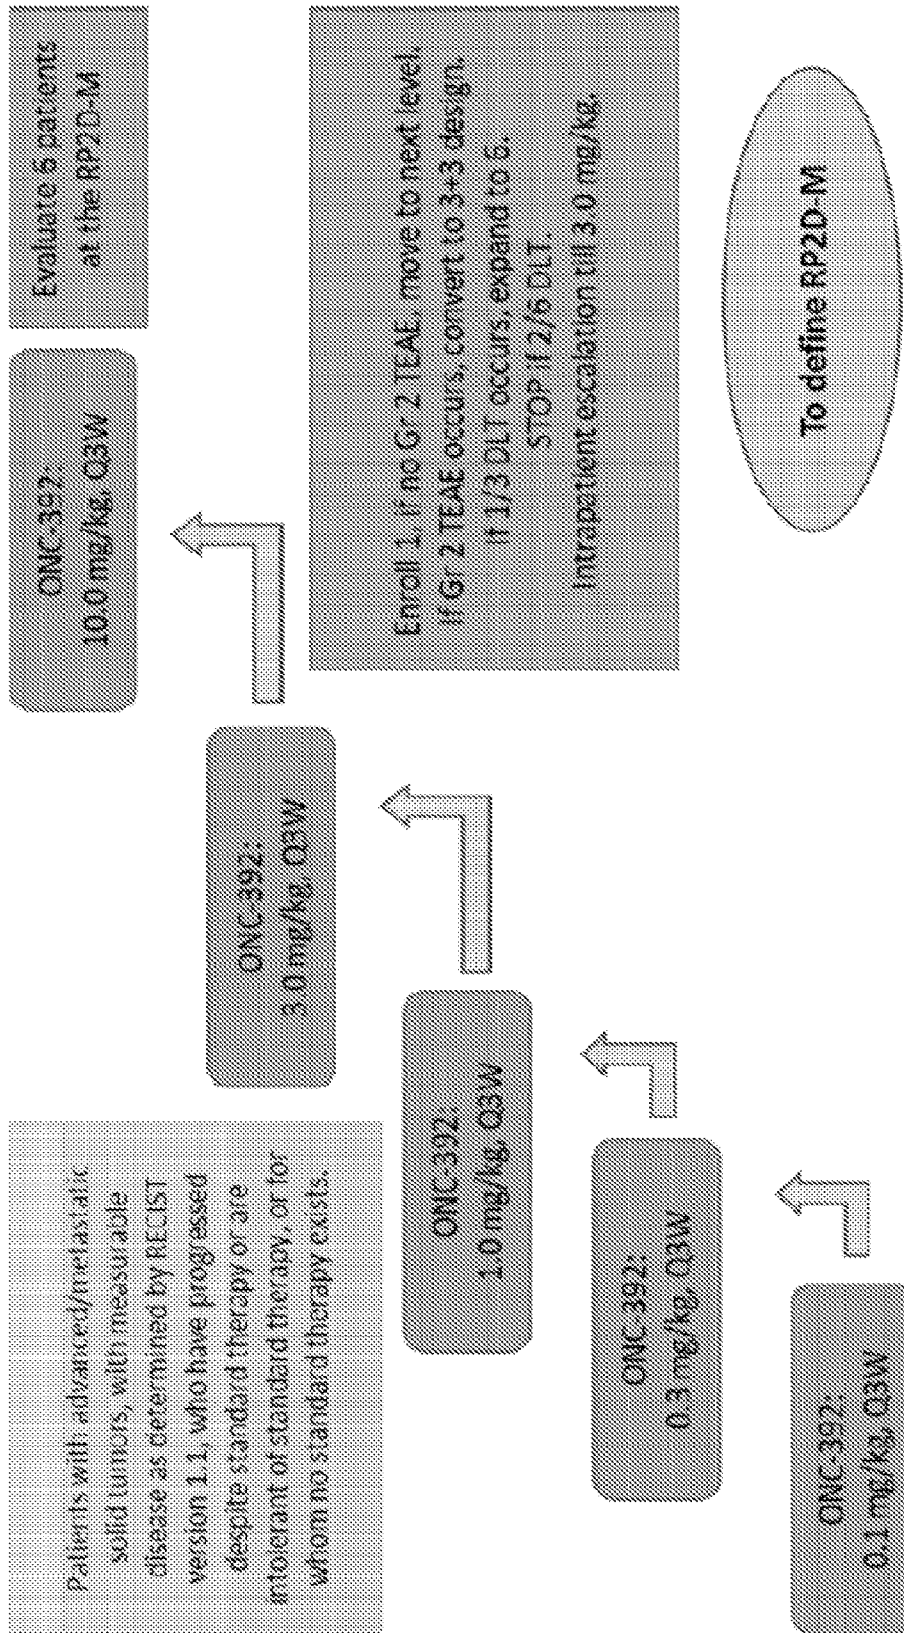 Patients with advanced/metastatic
solid tumors, with measurable
disease as determined by RECIST
version 1.1, who have progressed
despite standard therapy or are
intolerant of standard therapy, or for
whom no standard therapy exists.
ONC-392:
10.0 mg/kg, Q3W
Evaluate 6 patients
at the RP2D-M
ONC-392:
3.0 mg/kg, Q3W
ONC-392:
1.0 mg/kg, Q3W
ONC-392:
0.3 mg/kg, Q3W
ONC-392:
0.1 mg/kg, Q3W
Enroll 1, if no Gr 2 TEAE, move to next level.
If Gr 2 TEAE occurs, convert to 3+3 design.
If 1/3 DLT occurs, expand to 6.
STOP if 2/6 DLT.
Intrapatient escalation till 3.0 mg/kg.
To define RP2D-M